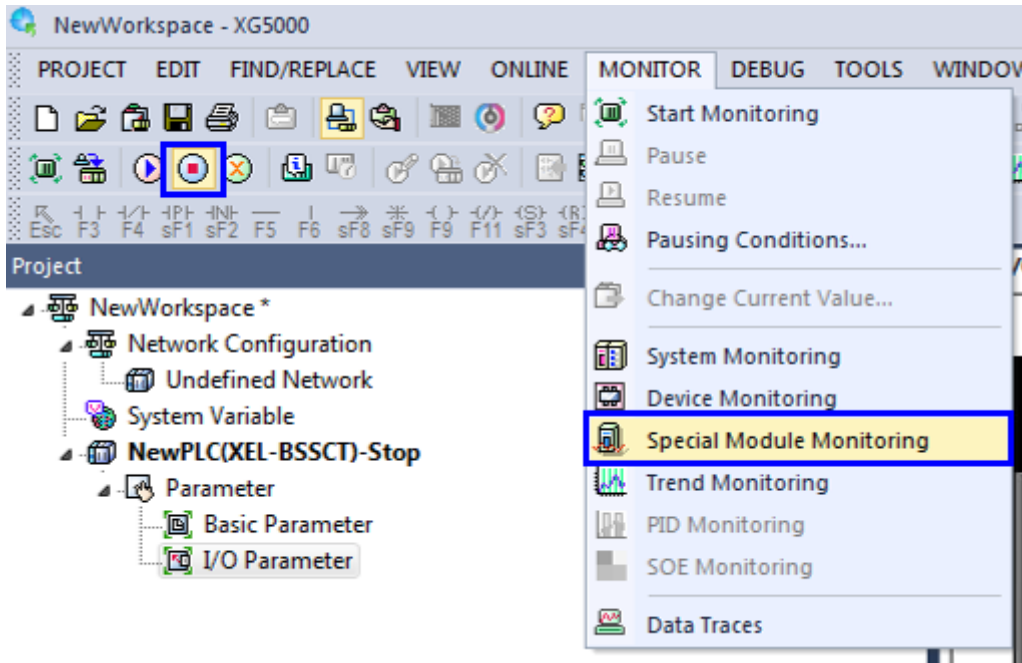 NewWorkspace - XG5000
PROJECT EDIT FIND/REPLACE VIEW ONLINE MONITOR DEBUG TOOLS
Esc F3 F4 sF1 sF2 F5 F6 sF8 sF9 F9 F11 sF3
Start Monitoring
Pause
Resume
Pausing Conditions...
Change Current Value...
System Monitoring
Device Monitoring
Special Module Monitoring
Trend Monitoring
PID Monitoring
SOE Monitoring
Data Traces
Project
NewWorkspace *
Network Configuration
Undefined Network
System Variable
NewPLC(XEL-BSSCT)-Stop
Parameter
Basic Parameter
I/O Parameter